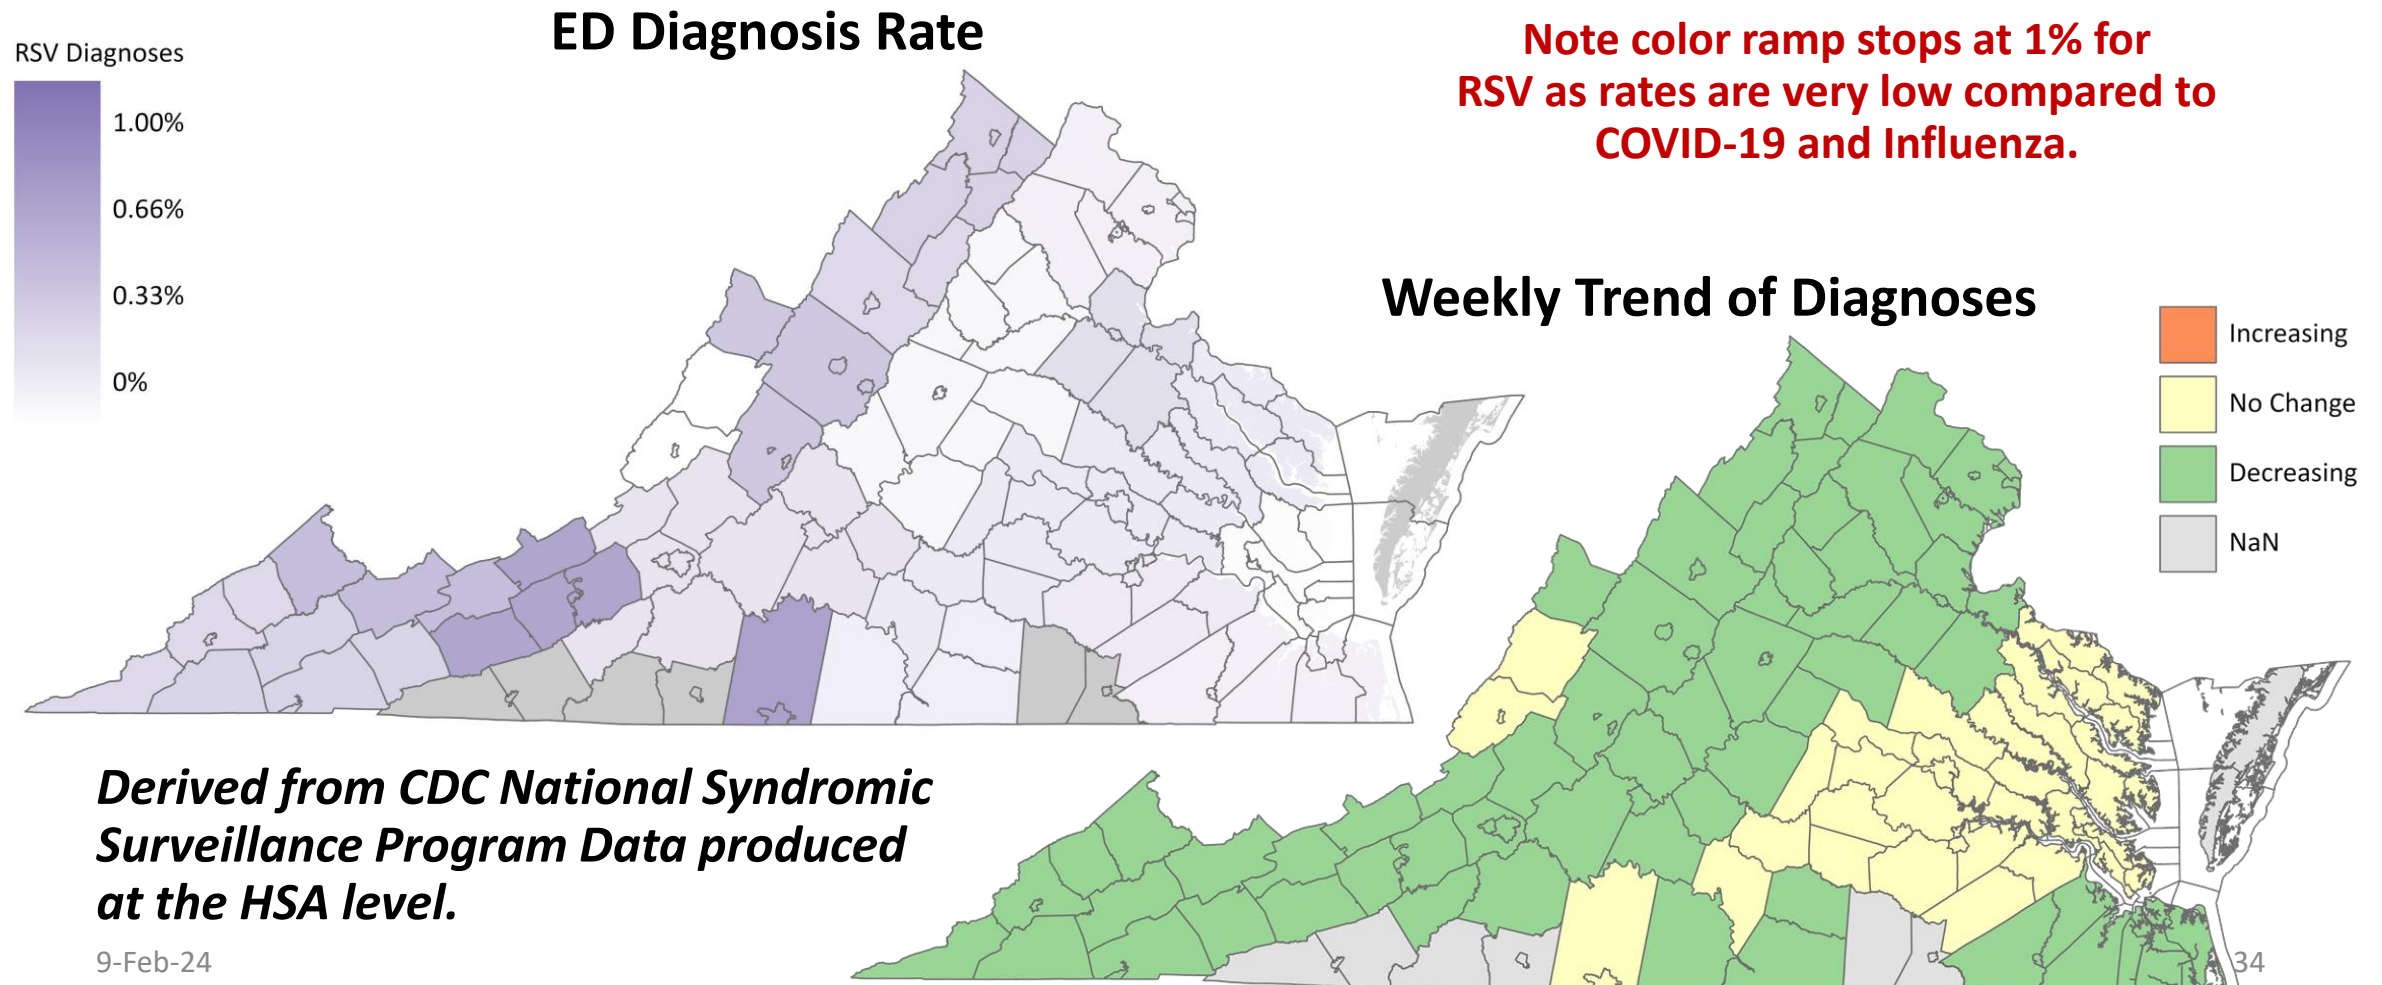 ED Diagnosis Rate
RSV Diagnoses
1.00%
0.66%
0.33%
0%
Note color ramp stops at 1% for
RSV as rates are very low compared to
COVID-19 and Influenza.
Weekly Trend of Diagnoses
Increasing
No Change
Decreasing
NaN
Derived from CDC National Syndromic
Surveillance Program Data produced
at the HSA level.
9-Feb-24
34